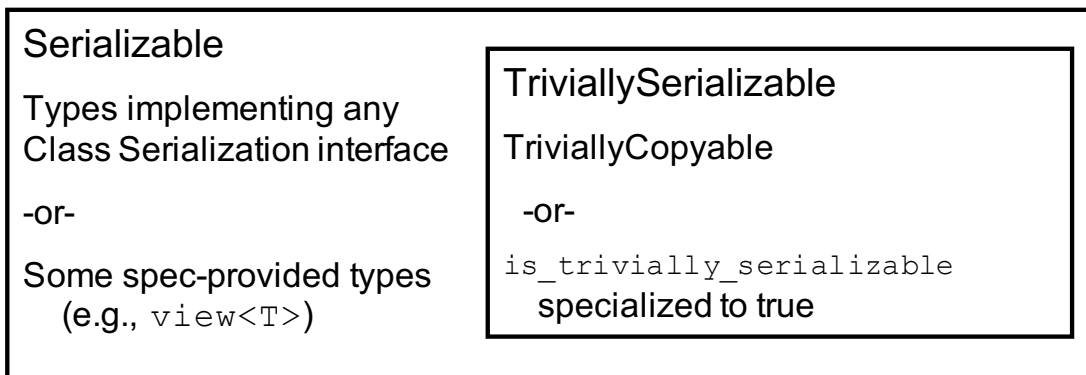 Serializable
Types implementing any
Class Serialization interface
-or-
Some spec-provided types
(e.g., view<T>)
TriviallySerializable
TriviallyCopyable
-or-
is_trivially_serializable
specialized to true